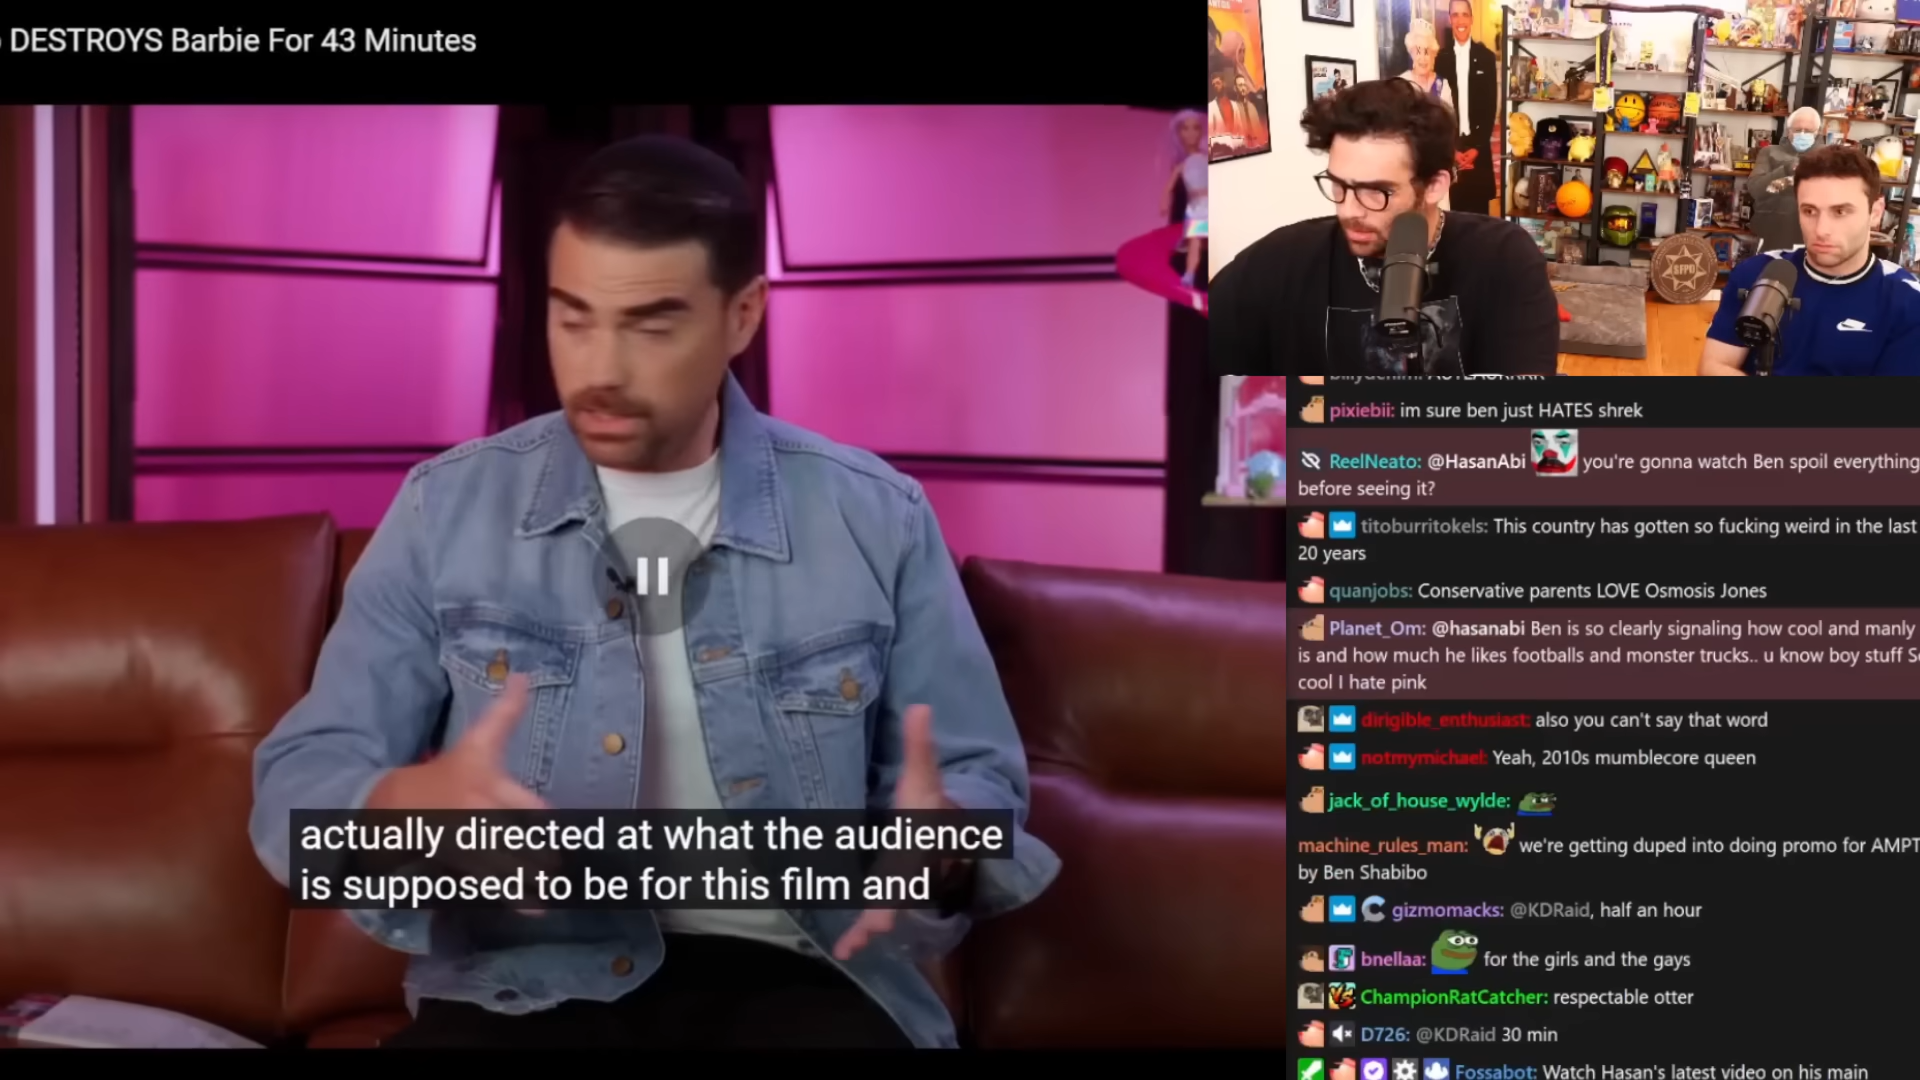 DESTROYS Barbie For 43 Minutes
SFPD
actually directed at what the audience
is supposed to be for this film and
pixiebii: im sure ben just HATES shrek
ReelNeato: @HasanAbi you're gonna watch Ben spoil everything
before seeing it?
titoburritokels: This country has gotten so fucking weird in the last
20 years
quanjobs: Conservative parents LOVE Osmosis Jones
Planet_Om: @hasanabi Ben is so clearly signaling how cool and manly
is and how much he likes footballs and monster trucks.. u know boy stuff S
cool I hate pink
dirigible_enthusiast: also you can't say that word
notmymichael: Yeah, 2010s mumblecore queen
jack_of_house_wylde:
machine_rules_man: we're getting duped into doing promo for AMPT
by Ben Shabibo
gizmomacks: @KDRaid, half an hour
bnellaa: for the girls and the gays
ChampionRatCatcher: respectable otter
D726: @KDRaid 30 min
Fossabot: Watch Hasan's latest video on his main